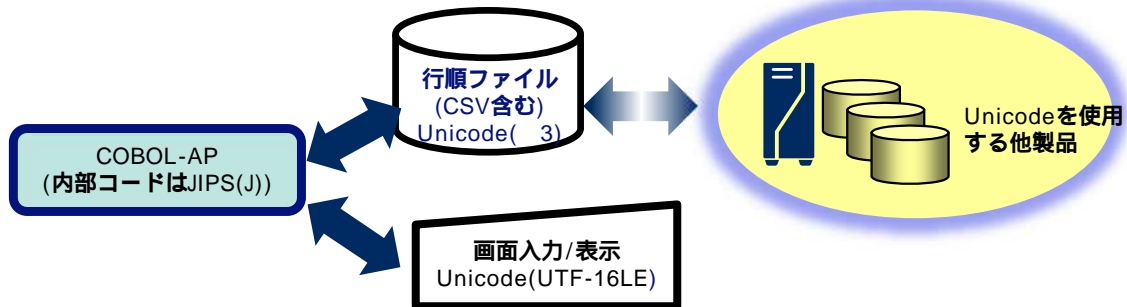 行順ファイル
(CSV含む)
Unicode(　3)
Unicodeを使用
する他製品
COBOL-AP
(内部コードはJIPS(J))
画面入力/表示
Unicode(UTF-16LE)